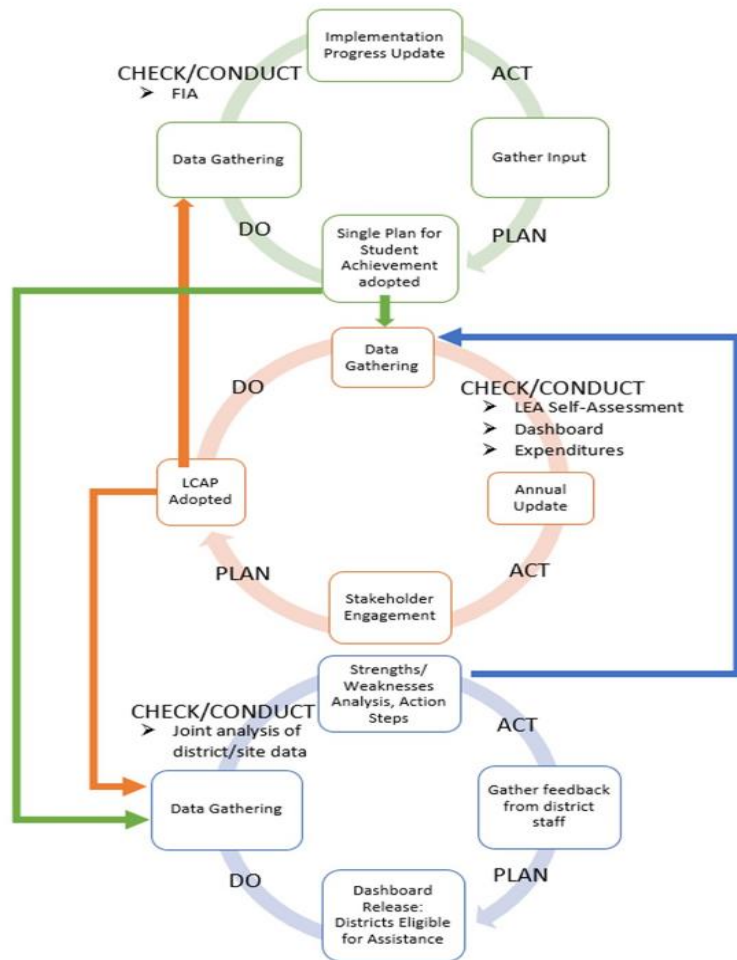 Implementation
Progress Update
CHECK/CONDUCT
➢ FIA
ACT
Data Gathering
Gather Input
DO
Single Plan for
Student
Achievement
adopted
PLAN
Data
Gathering
DO
CHECK/CONDUCT
➢ LEA Self-Assessment
➢ Dashboard
➢ Expenditures
LCAP
Adopted
Annual
Update
PLAN
ACT
Stakeholder
Engagement
Strengths/
Weaknesses
Analysis, Action
Steps
CHECK/CONDUCT
➢ Joint analysis of
district/site data
ACT
Data Gathering
Gather feedback
from district
staff
DO
PLAN
Dashboard
Release:
Districts Eligible
for Assistance